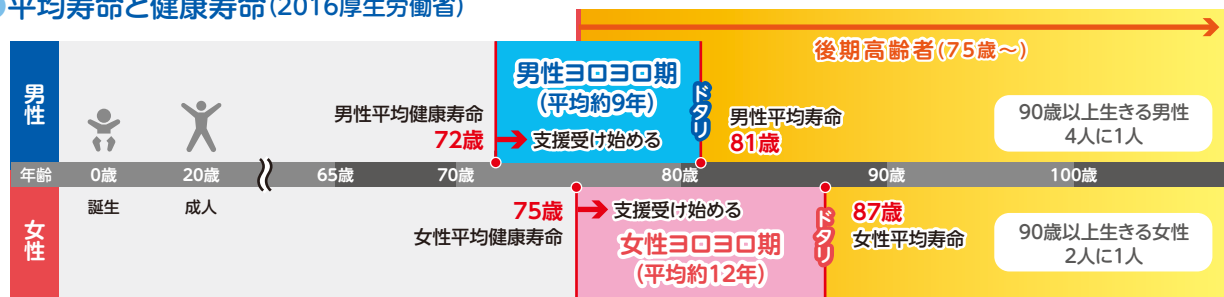 ●平均寿命と健康寿命(2016厚生労働省)
後期高齢者(75歳〜)
男性
男性ヨロヨロ期
(平均約9年)
ドタリ
男性平均健康寿命
72歳
支援受け始める
男性平均寿命
81歳
90歳以上生きる男性
4人に1人
年齢 0歳 20歳 65歳 70歳 80歳 90歳 100歳
誕生 成人
女性
75歳
女性平均健康寿命
支援受け始める
女性ヨロヨロ期
(平均約12年)
ドタリ
87歳
女性平均寿命
90歳以上生きる女性
2人に1人